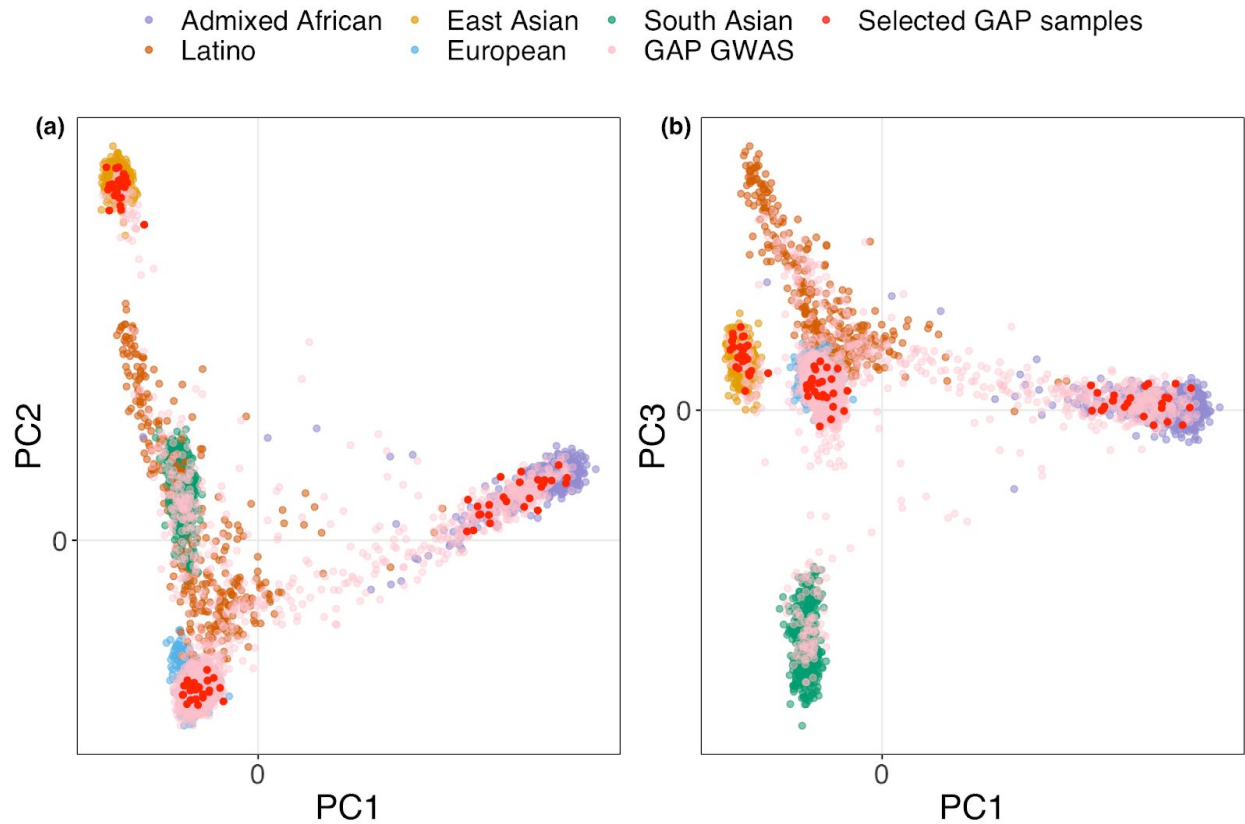 Admixed African East Asian South Asian Selected GAP samples
Latino European GAP GWAS
(a) (b)
PC2 PC3
0 0
0 0
PC1 PC1